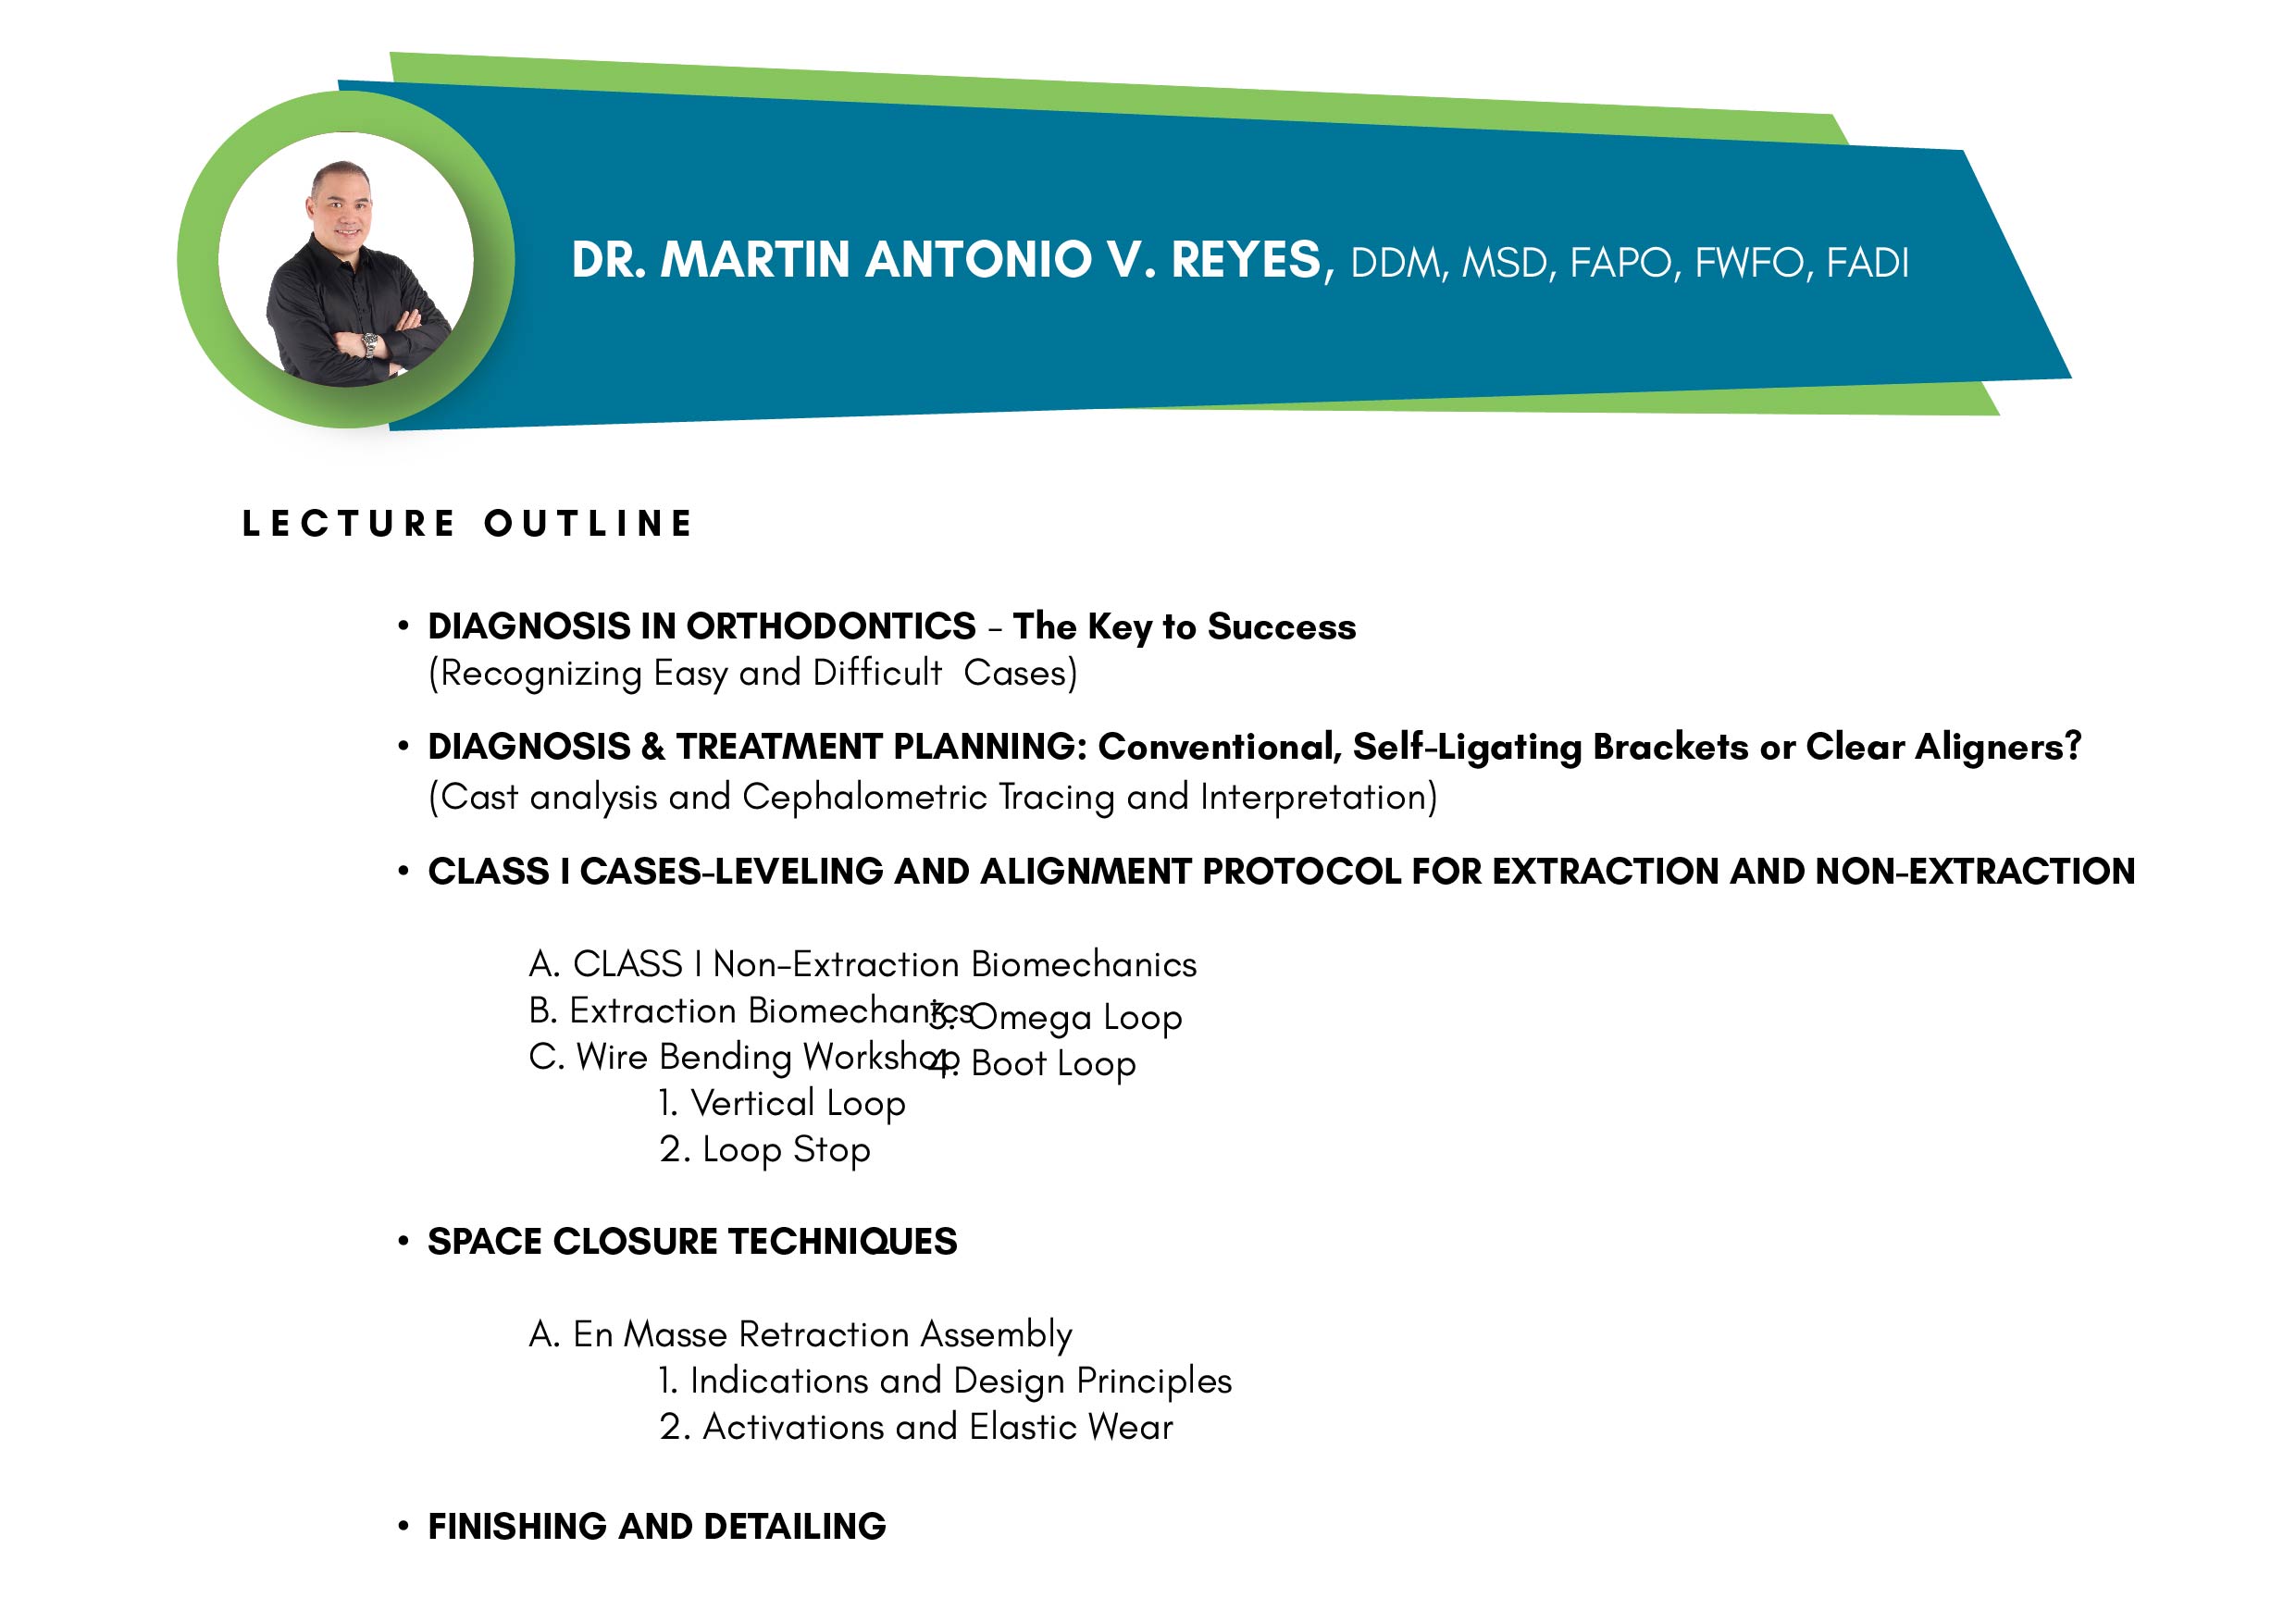 DR. MARTIN ANTONIO V. REYES, DDM, MSD, FAPO, FWFO, FADI
LECTURE OUTLINE
• DIAGNOSIS IN ORTHODONTICS - The Key to Success
(Recognizing Easy and Difficult Cases)
• DIAGNOSIS & TREATMENT PLANNING: Conventional, Self-Ligating Brackets or Clear Aligners?
(Cast analysis and Cephalometric Tracing and Interpretation)
• CLASS I CASES-LEVELING AND ALIGNMENT PROTOCOL FOR EXTRACTION AND NON-EXTRACTION
A. CLASS I Non-Extraction Biomechanics
B. Extraction Biomechanics
C. Wire Bending Workshop
1. Vertical Loop
2. Loop Stop
3. Omega Loop
4. Boot Loop
• SPACE CLOSURE TECHNIQUES
A. En Masse Retraction Assembly
1. Indications and Design Principles
2. Activations and Elastic Wear
• FINISHING AND DETAILING